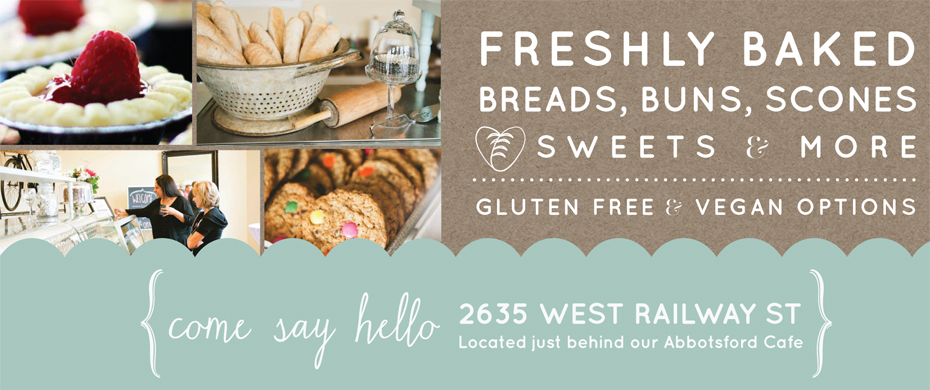 FRESHLY BAKED
BREADS, BUNS, SCONES
SWEETS & MORE
GLUTEN FREE & VEGAN OPTIONS
WELCOME
{come say hello
2635 WEST RAILWAY ST}
Located just behind our Abbotsford Cafe